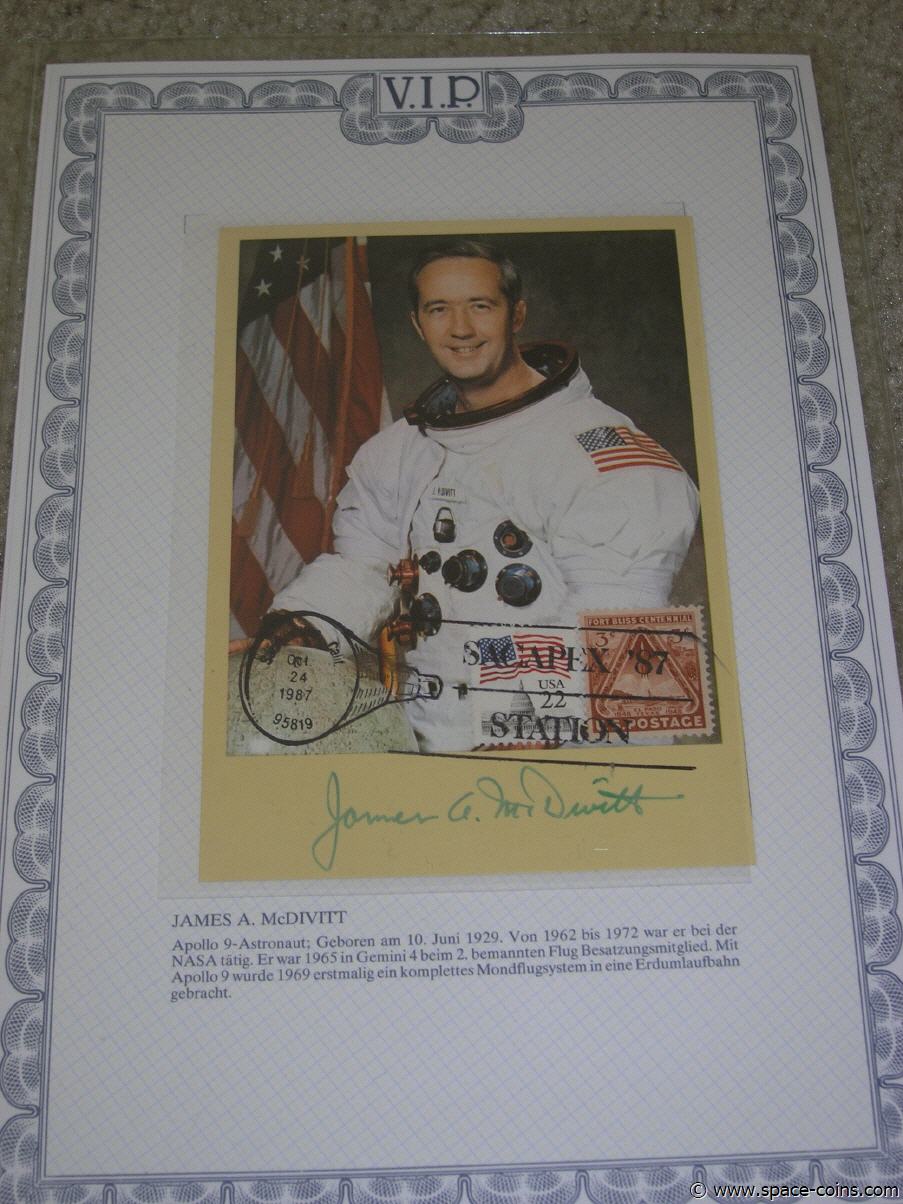 V.I.P.
FORT BLISS CENTENNIAL
3¢ 3¢
SACAPEX '87
OCT
24
1987
95819
USA
22
POSTAGE
STATION
James A. McDivitt
JAMES A. McDIVITT
Apollo 9-Astronaut; Geboren am 10. Juni 1929. Von 1962 bis 1972 war er bei der
NASA tätig. Er war 1965 in Gemini 4 beim 2. bemannten Flug Besatzungsmitglied. Mit
Apollo 9 wurde 1969 erstmalig ein komplettes Mondflugsystem in eine Erdumlaufbahn
gebracht.
© www.space-coins.com